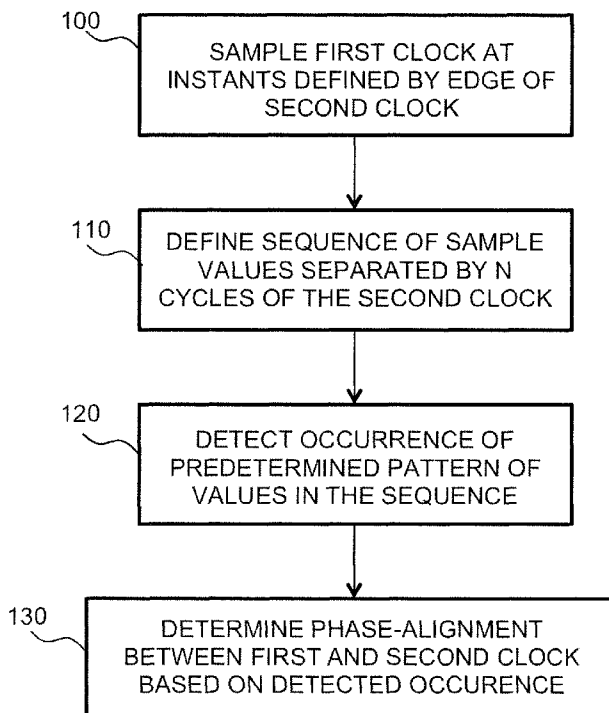 100
SAMPLE FIRST CLOCK AT
INSTANTS DEFINED BY EDGE OF
SECOND CLOCK
110
DEFINE SEQUENCE OF SAMPLE
VALUES SEPARATED BY N
CYCLES OF THE SECOND CLOCK
120
DETECT OCCURRENCE OF
PREDETERMINED PATTERN OF
VALUES IN THE SEQUENCE
130
DETERMINE PHASE-ALIGNMENT
BETWEEN FIRST AND SECOND CLOCK
BASED ON DETECTED OCCURENCE